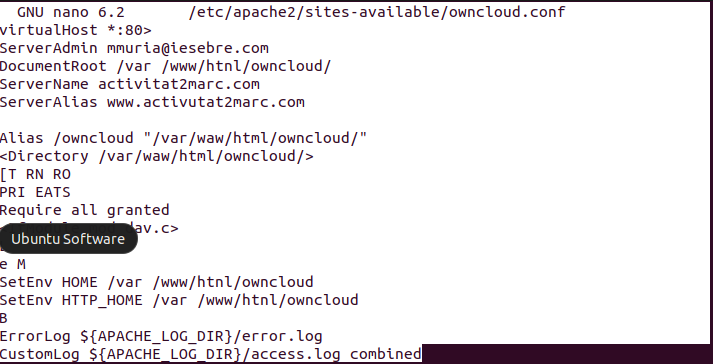 GNU nano 6.2 /etc/apache2/sites-available/owncloud.conf
virtualHost *:80>
ServerAdmin mmuria@iesebre.com
DocumentRoot /var /www/htnl/owncloud/
ServerName activitat2marc.com
ServerAlias www.activutat2marc.com
Alias /owncloud "/var/waw/html/owncloud/"
<Directory /var/waw/html/owncloud/>
[T RN RO
PRI EATS
Require all granted
av.c>
Ubuntu Software
e M
SetEnv HOME /var /www/htnl/owncloud
SetEnv HTTP_HOME /var /www/htnl/owncloud
B
ErrorLog ${APACHE_LOG_DIR}/error.log
CustomLog ${APACHE_LOG_DIR}/access.log combined